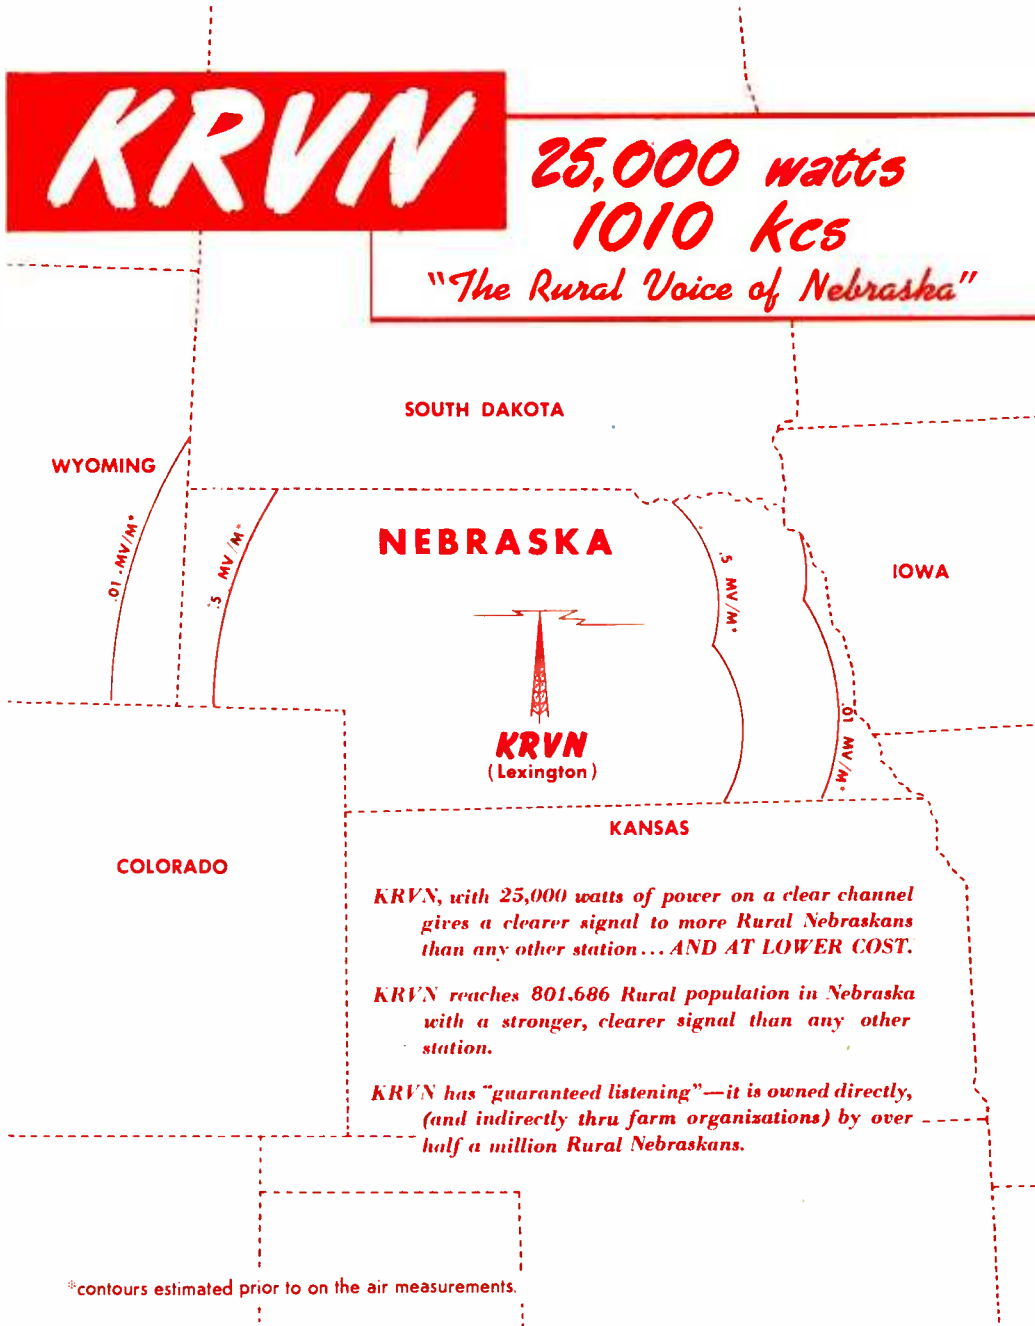 KRVN
25,000 watts
1010 kcs
"The Rural Voice of Nebraska"
SOUTH DAKOTA
WYOMING
.01 MV/M*
.5 MV/M*
NEBRASKA
.5 MV/M*
IOWA
KRVN
(Lexington)
.01 MV/M*
KANSAS
COLORADO
KRVN, with 25,000 watts of power on a clear channel
gives a clearer signal to more Rural Nebraskans
than any other station... AND AT LOWER COST.
KRVN reaches 801,686 Rural population in Nebraska
with a stronger, clearer signal than any other
station.
KRVN has "guaranteed listening"—it is owned directly,
(and indirectly thru farm organizations) by over
half a million Rural Nebraskans.
*contours estimated prior to on the air measurements.